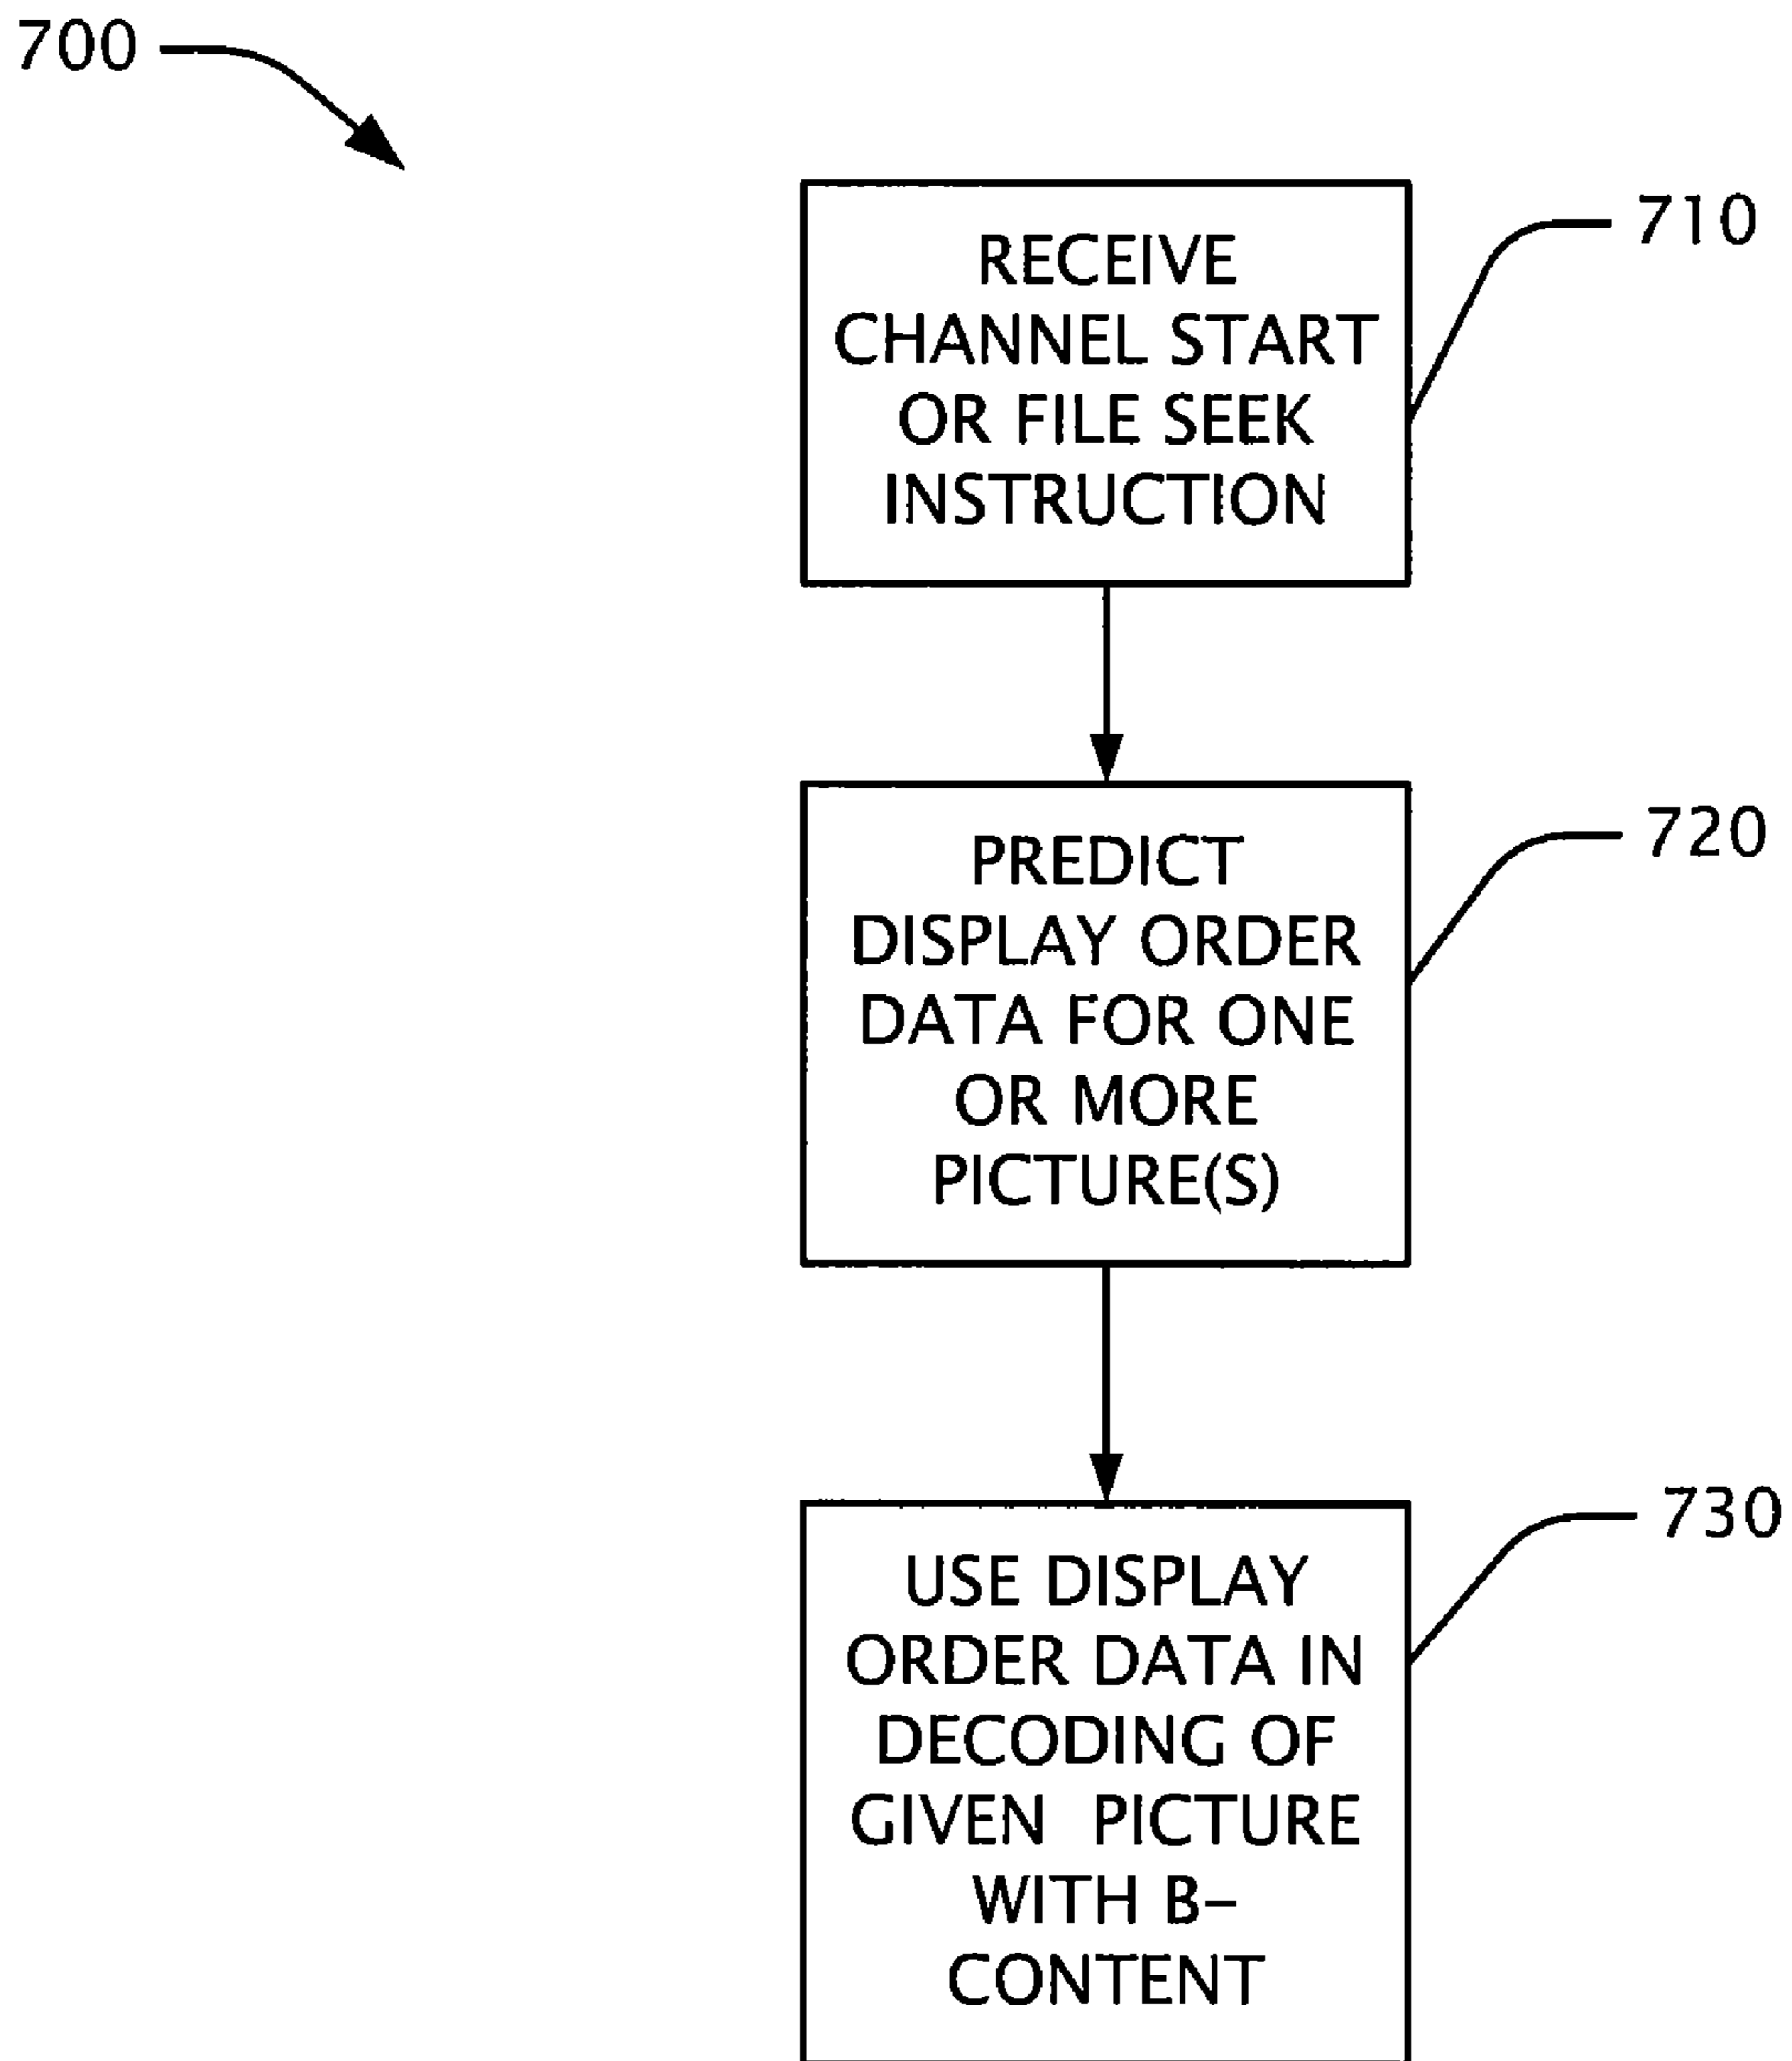 700
RECEIVE
CHANNEL START
OR FILE SEEK
INSTRUCTION
710
PREDICT
DISPLAY ORDER
DATA FOR ONE
OR MORE
PICTURE(S)
720
USE DISPLAY
ORDER DATA IN
DECODING OF
GIVEN PICTURE
WITH B-
CONTENT
730